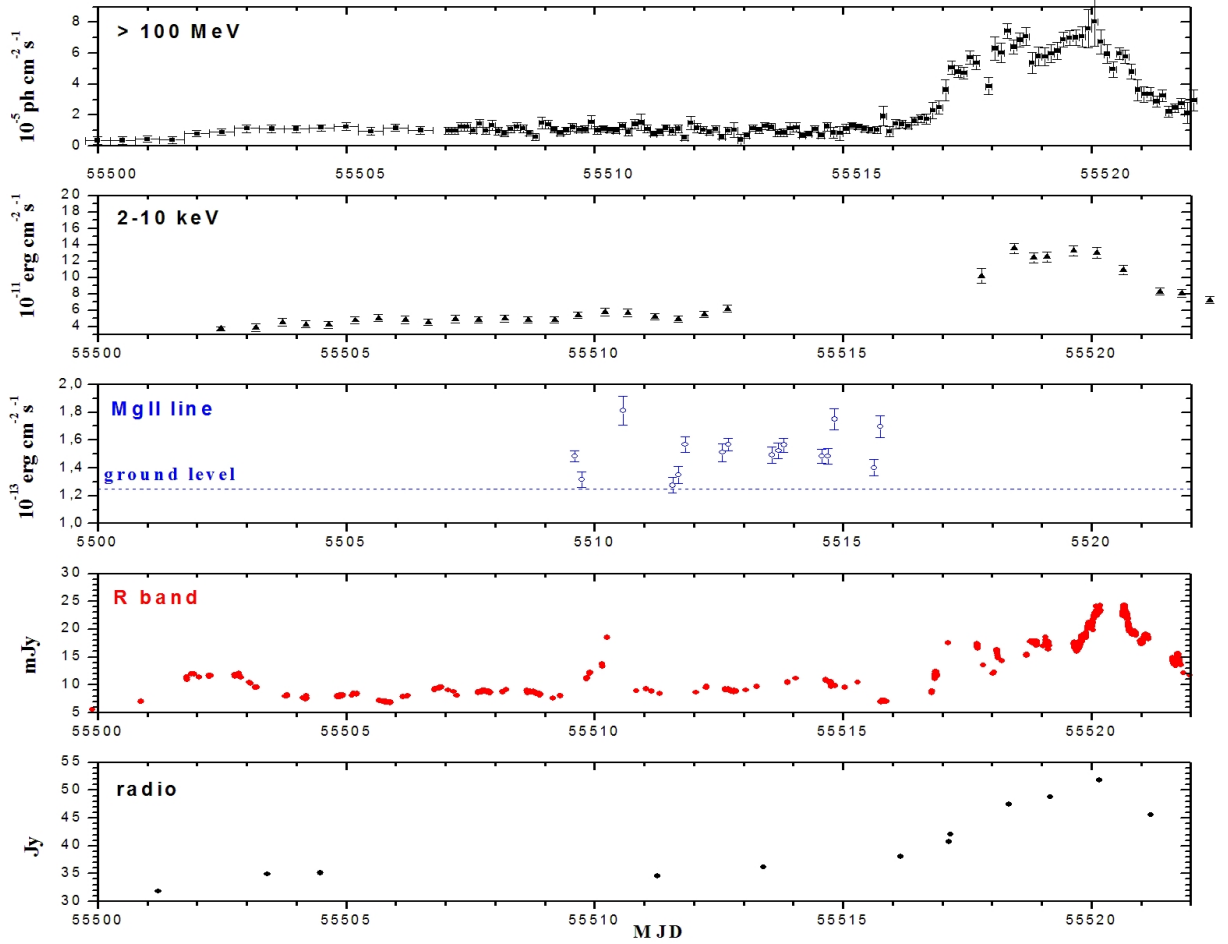 > 100 MeV
10⁻⁵ ph cm⁻² s⁻¹
8
6
4
2
0
55500 55505 55510 55515 55520
2-10 keV
10⁻¹¹ erg cm⁻² s⁻¹
20
18
16
14
12
10
8
6
4
55500 55505 55510 55515 55520
MgII line
10⁻¹³ erg cm⁻² s⁻¹
2,0
1,8
1,6
ground level
1,4
1,2
1,0
5500 5505 5510 5515 5520
R band
mJy
30
25
20
15
10
5
55500 55505 55510 55515 55520
radio
Jy
55
50
45
40
35
30
55500 55505 55510 55515 55520
MJD